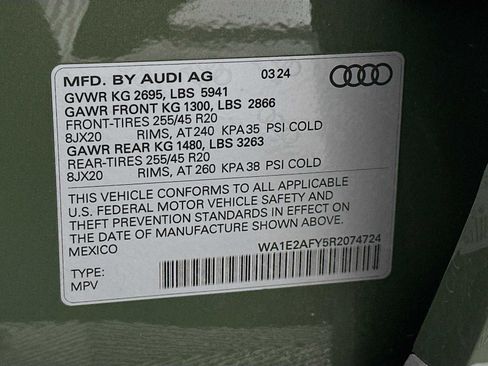 MFD. BY AUDI AG 03:24
GVWR KG 2695, LBS 5941
GAWR FRONT KG 1300, LBS 2866
FRONT-TIRES 255/45 R20
8JX20 RIMS, AT 240 KPA 35 PSI COLD
GAWR REAR KG 1480, LBS 3263
REAR-TIRES 255/45 R20
8JX20 RIMS, AT 260 KPA 38 PSI COLD
THIS VEHICLE CONFORMS TO ALL APPLICABLE
U.S. FEDERAL MOTOR VEHICLE SAFETY AND
THEFT PREVENTION STANDARDS IN EFFECT ON
THE DATE OF MANUFACTURE SHOWN ABOVE.
MEXICO WA1E2AFY5R2074724
TYPE:
MPV